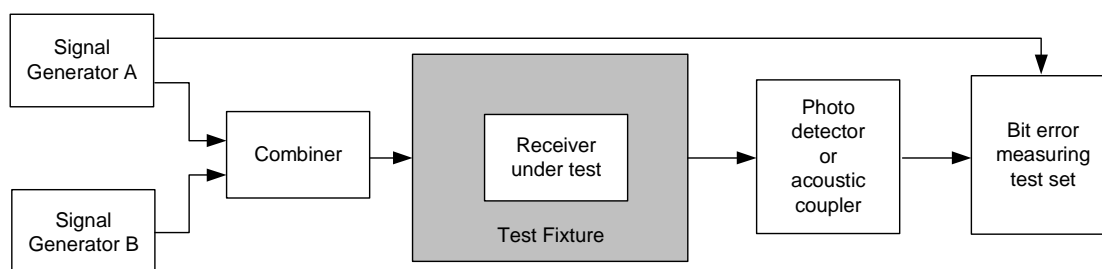 Signal
Generator A
Signal
Generator B
Combiner
Receiver
under test
Test Fixture
Photo
detector
or
acoustic
coupler
Bit error
measuring
test set